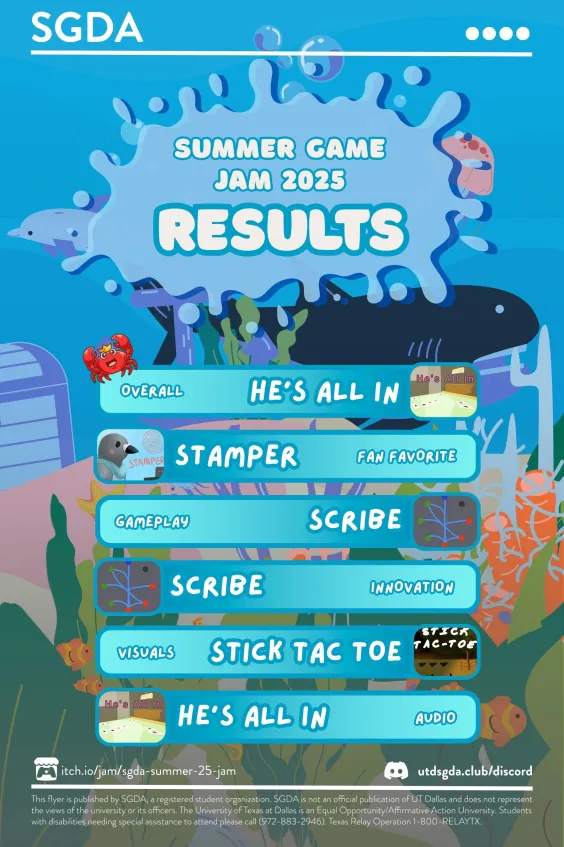 SGDA
SUMMER GAME
JAM 2025
RESULTS
OVERALL HE'S ALL IN He's All In
STAMPER STAMPER FAN FAVORITE
GAMEPLAY SCRIBE
SCRIBE INNOVATION
VISUALS STICK TAC TOE STICK
TAC-TOE
He's All In HE'S ALL IN AUDIO
itch.io/jam/sgda-summer-25-jam utdsgda.club/discord
This flyer is published by SGDA, a registered student organization. SGDA is not an official publication of UT Dallas and does not represent
the views of the university or its officers. The University of Texas at Dallas is an Equal Opportunity/Affirmative Action University. Students
with disabilities needing special assistance to attend please call (972-883-2946). Texas Relay Operation 1-800-RELAYTX.